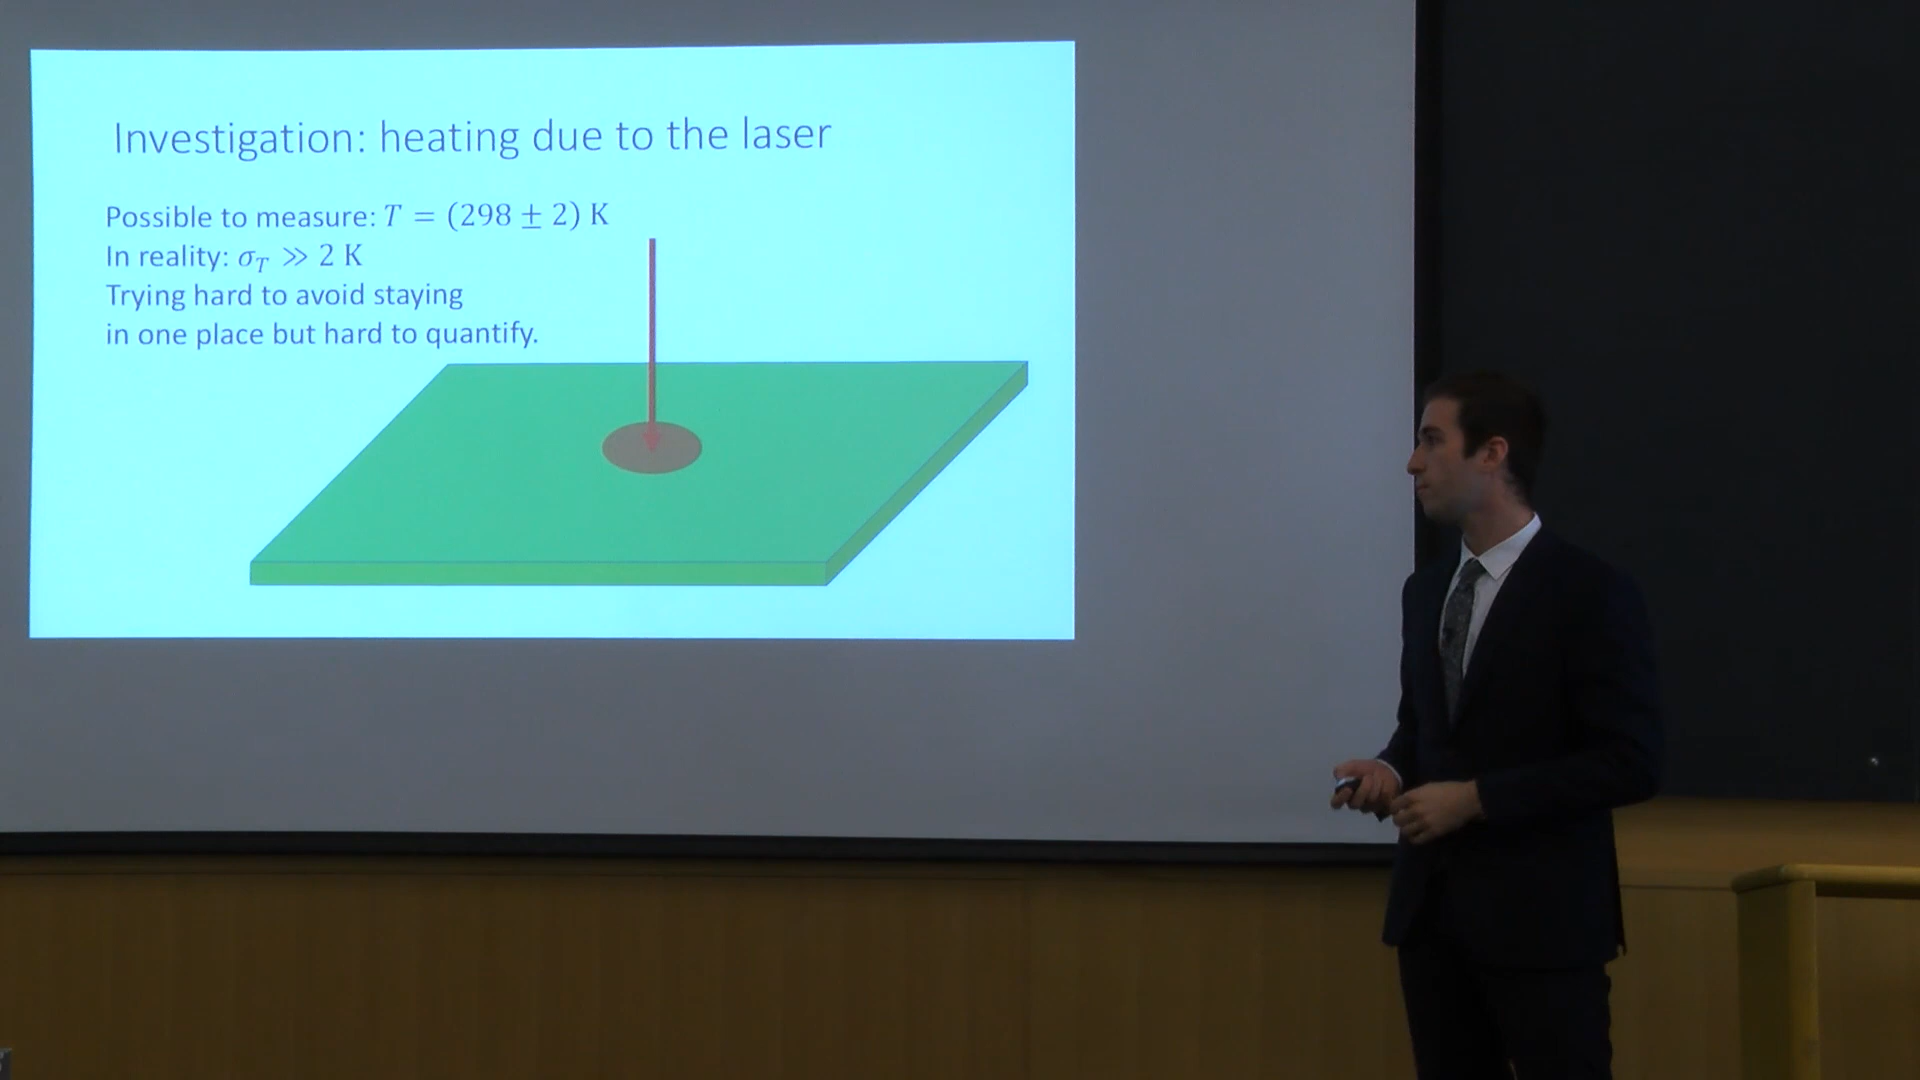 Investigation: heating due to the laser
Possible to measure: T = (298 ± 2) K
In reality: σ_T ≫ 2 K
Trying hard to avoid staying
in one place but hard to quantify.